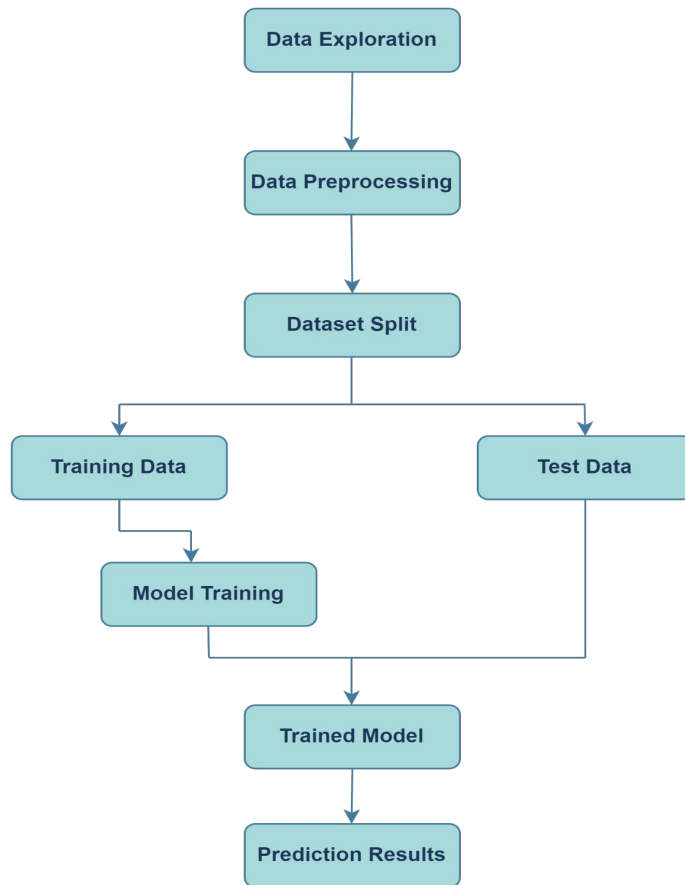 Data Exploration
Data Preprocessing
Dataset Split
Training Data
Test Data
Model Training
Trained Model
Prediction Results